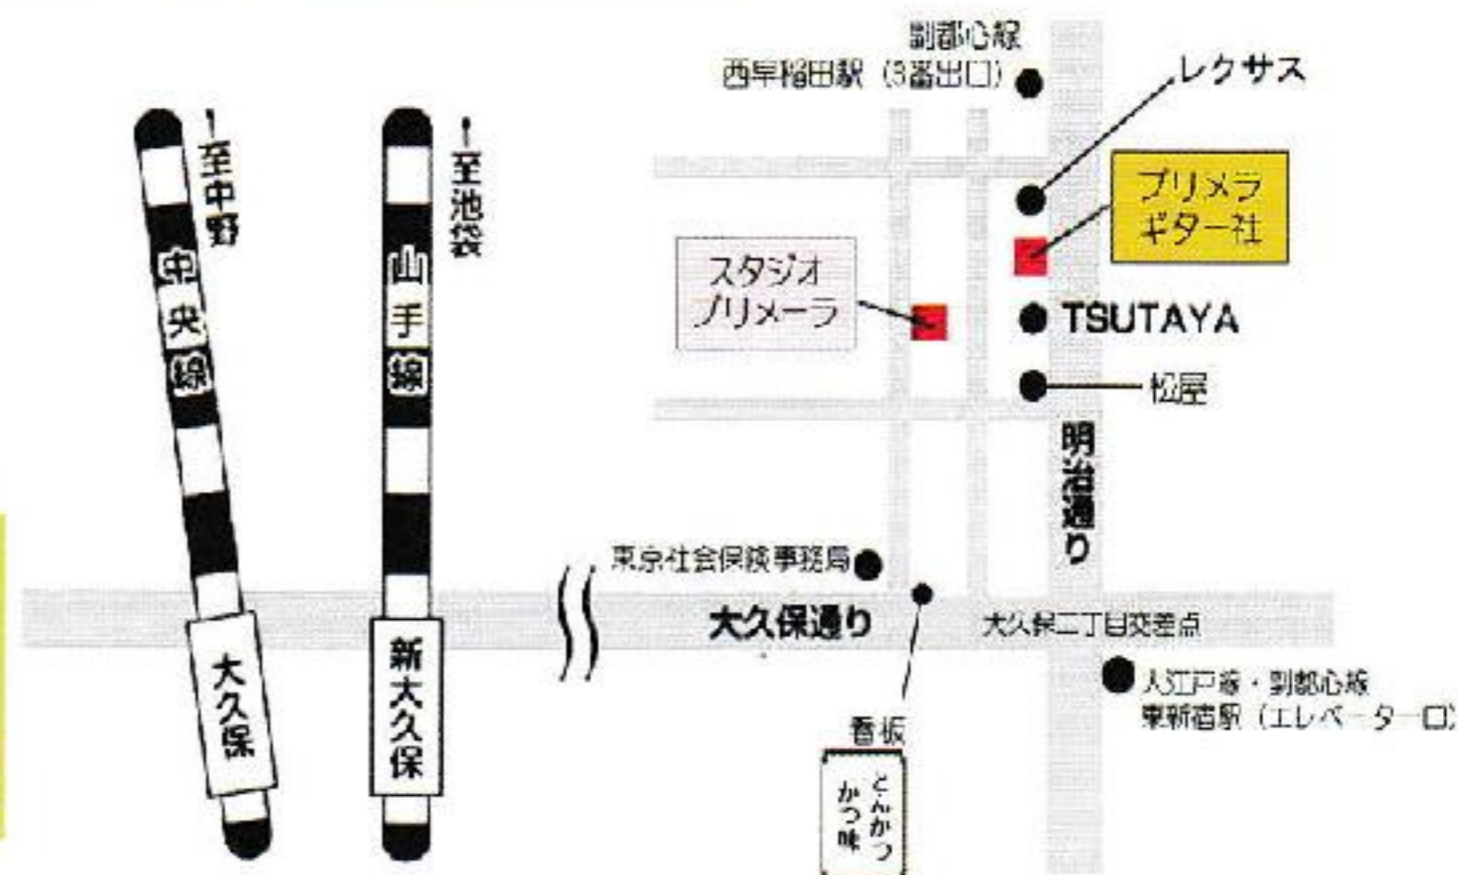 副都心線
西早稲田駅（3番出口）
レクサス
プリメラ
ギター社
至中野
至池袋
中央線
山手線
スタジオ
プリメーラ
TSUTAYA
松屋
明治通り
東京社会保険事務局
大久保通り
大久保二丁目交差点
大久保
新大久保
大江戸線・副都心線
東新宿駅（エレベーター口）
看板
とんかつ
かつ味